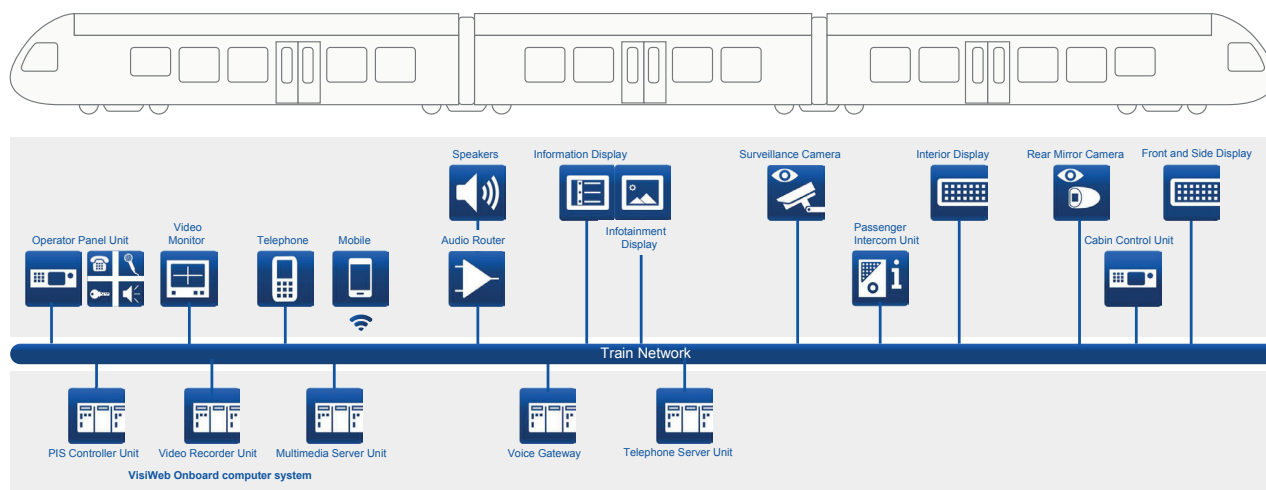 Speakers
Information Display
Surveillance Camera
Interior Display
Rear Mirror Camera
Front and Side Display
Operator Panel Unit
Video
Monitor
Telephone
Mobile
Audio Router
Infotainment
Display
Passenger
Intercom Unit
Cabin Control Unit
Train Network
PIS Controller Unit
Video Recorder Unit
Multimedia Server Unit
Voice Gateway
Telephone Server Unit
VisiWeb Onboard computer system